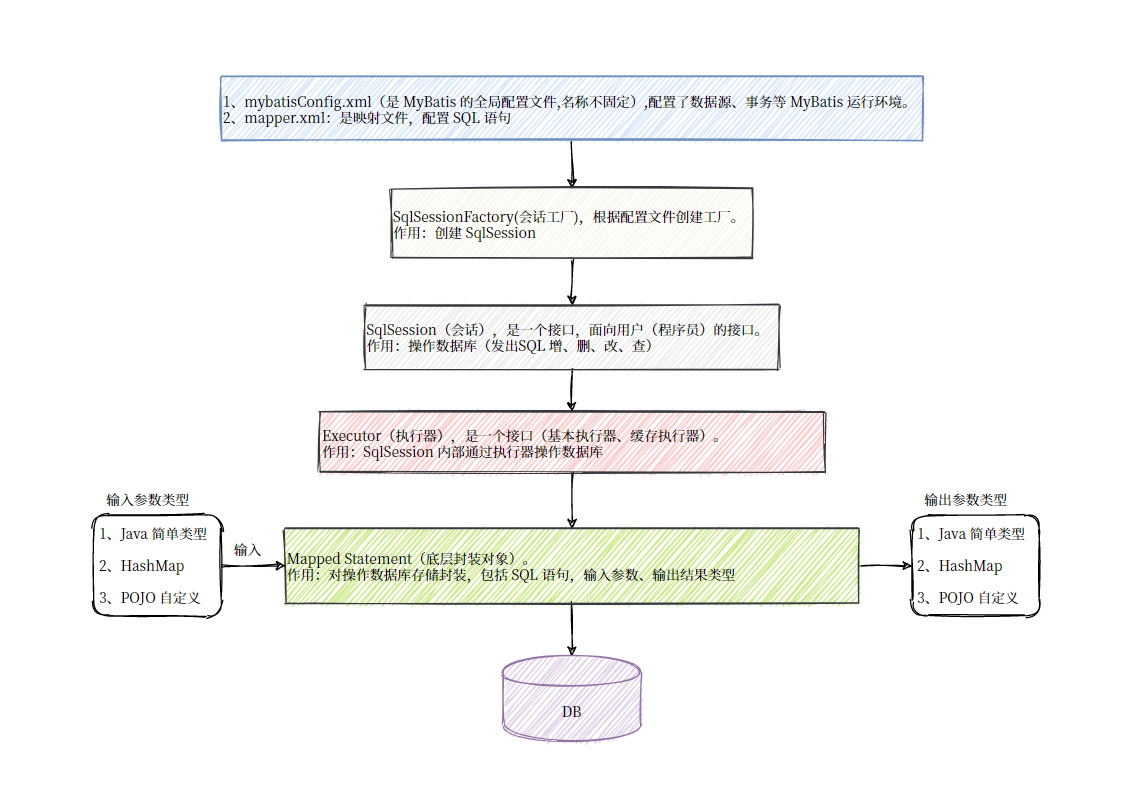 1、mybatisConfig.xml（是 MyBatis 的全局配置文件,名称不固定）,配置了数据源、事务等 MyBatis 运行环境。
2、mapper.xml：是映射文件，配置 SQL 语句
SqlSessionFactory(会话工厂)，根据配置文件创建工厂。
作用：创建 SqlSession
SqlSession（会话），是一个接口，面向用户（程序员）的接口。
作用：操作数据库（发出SQL 增、删、改、查）
Executor（执行器），是一个接口（基本执行器、缓存执行器）。
作用：SqlSession 内部通过执行器操作数据库
输入参数类型
1、Java 简单类型
2、HashMap
3、POJO 自定义
输入
Mapped Statement（底层封装对象）。
作用：对操作数据库存储封装，包括 SQL 语句，输入参数、输出结果类型
输出参数类型
1、Java 简单类型
2、HashMap
3、POJO 自定义
DB